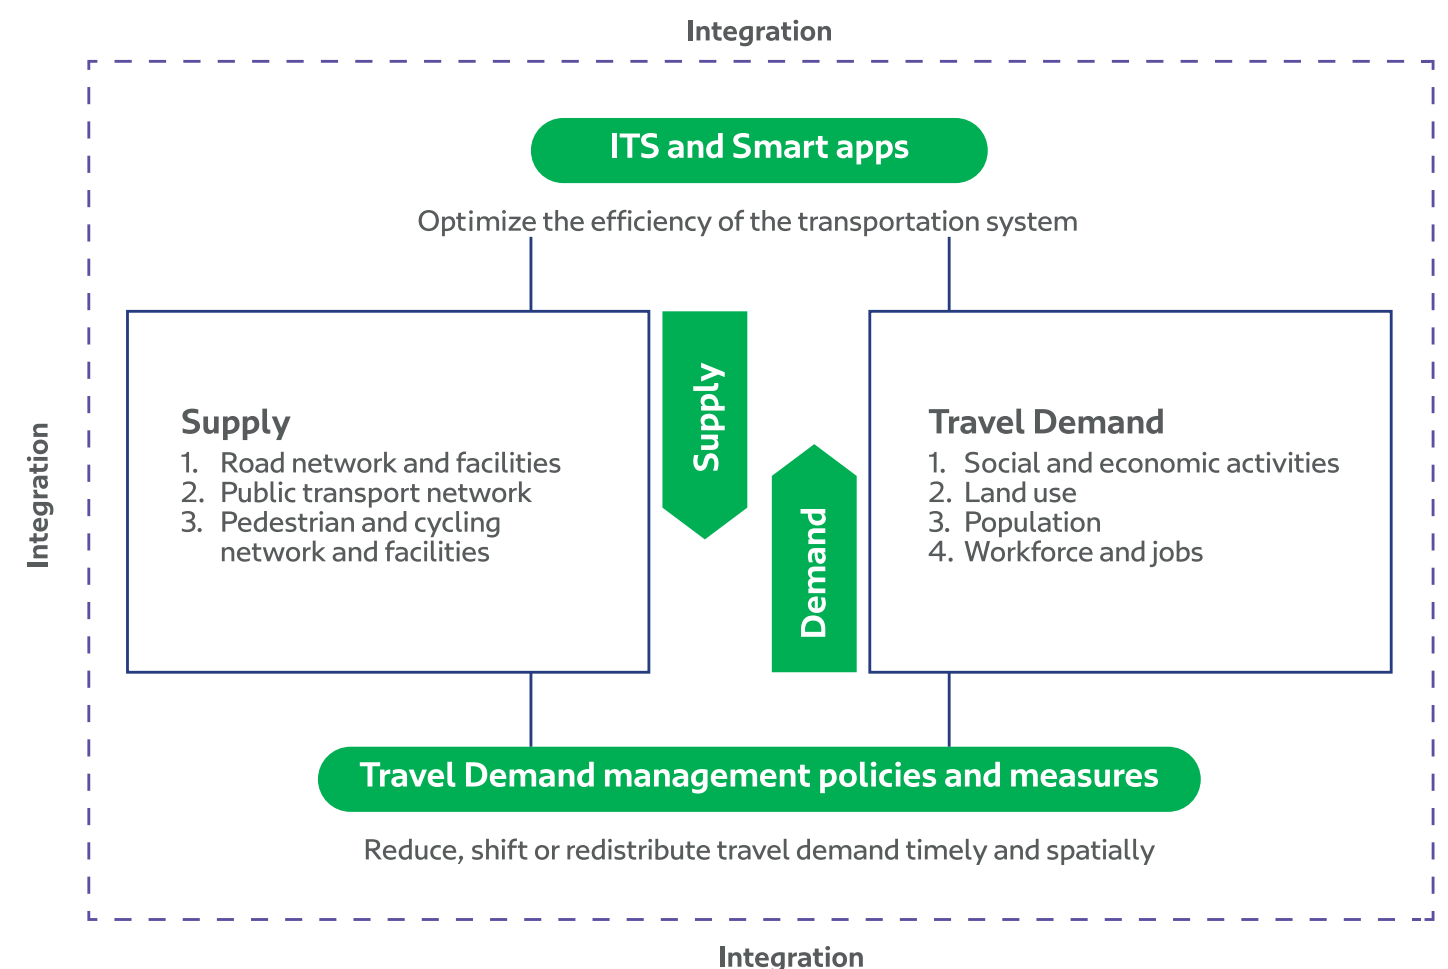 Integration
ITS and Smart apps
Optimize the efficiency of the transportation system
Integration
Supply
1. Road network and facilities
2. Public transport network
3. Pedestrian and cycling
network and facilities
Supply
Demand
Travel Demand
1. Social and economic activities
2. Land use
3. Population
4. Workforce and jobs
Travel Demand management policies and measures
Reduce, shift or redistribute travel demand timely and spatially
Integration